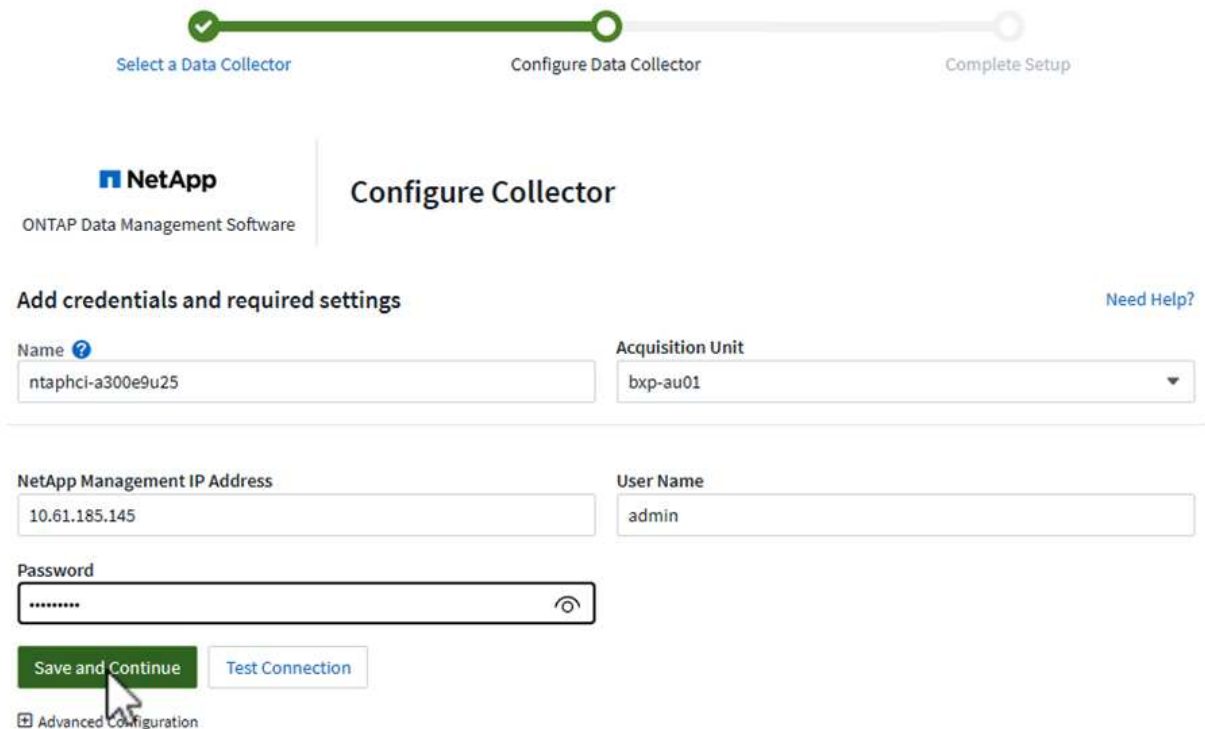 Select a Data Collector
Configure Data Collector
Complete Setup
NetApp
ONTAP Data Management Software
Configure Collector
Add credentials and required settings
Need Help?
Name
Acquisition Unit
ntaphci-a300e9u25
bxp-au01
NetApp Management IP Address
User Name
10.61.185.145
admin
Password
•••••••••
Save and Continue
Test Connection
Advanced Configuration